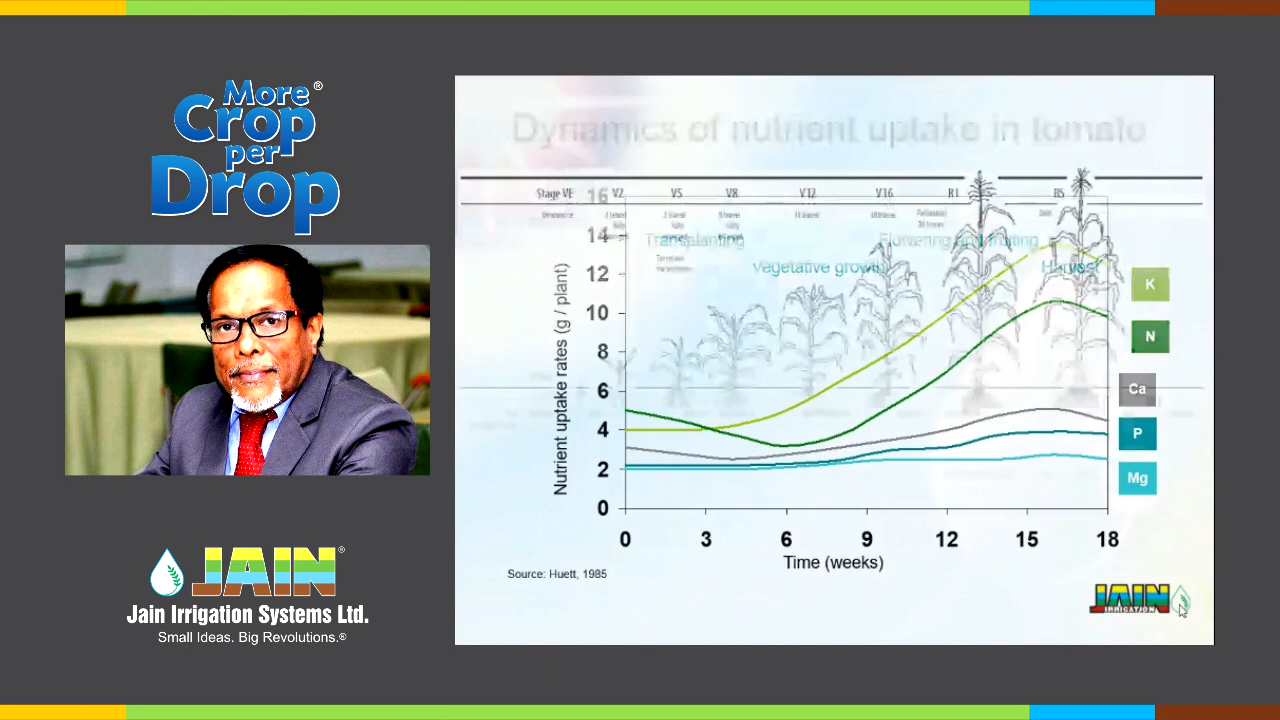 More®
Crop
per
Drop
JAIN®
Jain Irrigation Systems Ltd.
Small Ideas. Big Revolutions.®
Dynamics of nutrient uptake in tomato
Stage VE V2 V5 V8 V12 V16 R1 R5
Transplanting
Flowering and fruiting
Vegetative growth
Harvest
Nutrient uptake rates (g / plant)
16
14
12
10
8
6
4
2
0
K
N
Ca
P
Mg
0 3 6 9 12 15 18
Time (weeks)
Source: Huett, 1985
JAIN
IRRIGATION